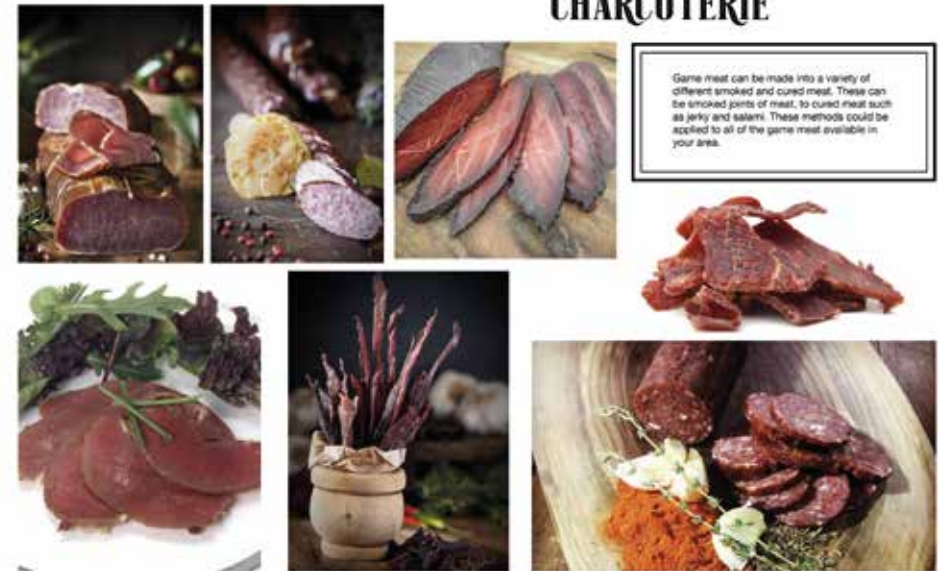 CHARCUTERIE
Game meat can be made into a variety of
different smoked and cured meat. These can
be smoked joints of meat, to cured meat such
as jerky and salami. These methods could be
applied to all of the game meat available in
your area.